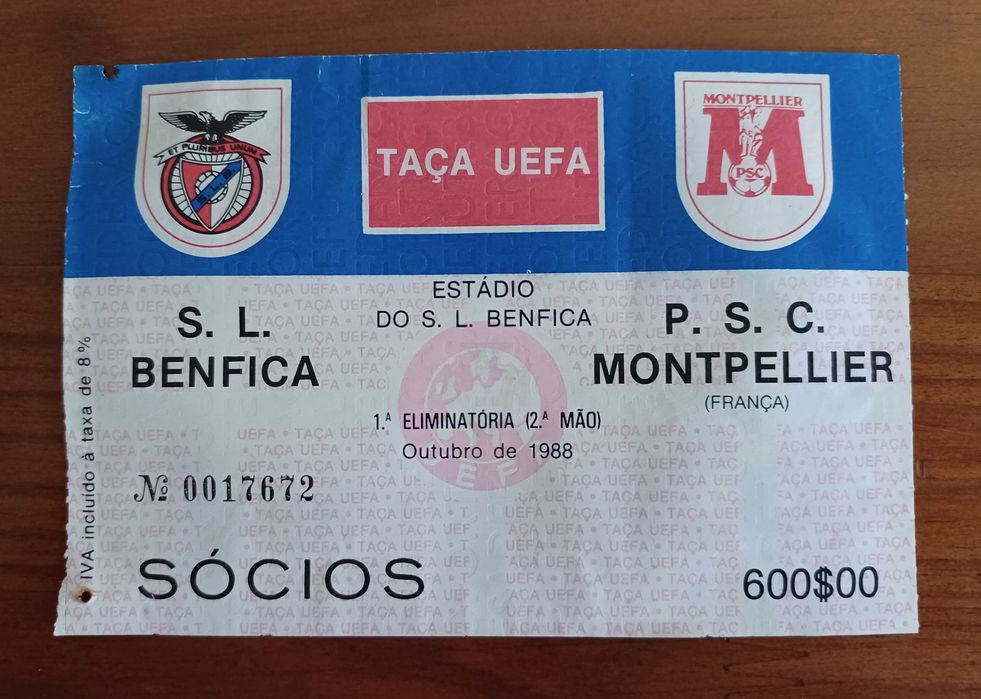 ET PLURIBUS UNUM
S.L.B.
TAÇA UEFA
MONTPELLIER
M
PSC
ESTÁDIO
DO S. L. BENFICA
S. L.
BENFICA
P. S. C.
MONTPELLIER
(FRANÇA)
1.ª ELIMINATÓRIA (2.ª MÃO)
Outubro de 1988
Nº 0017672
SÓCIOS
600$00
IVA incluído à taxa de 8%